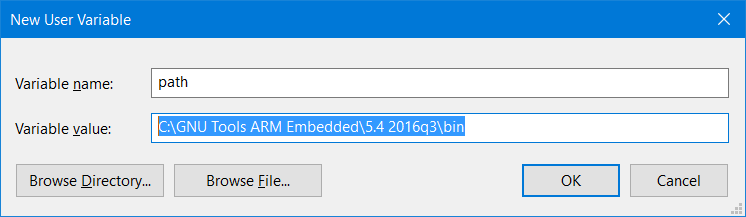 New User Variable
Variable name: path
Variable value: C:\GNU Tools ARM Embedded\5.4 2016q3\bin
Browse Directory... Browse File... OK Cancel